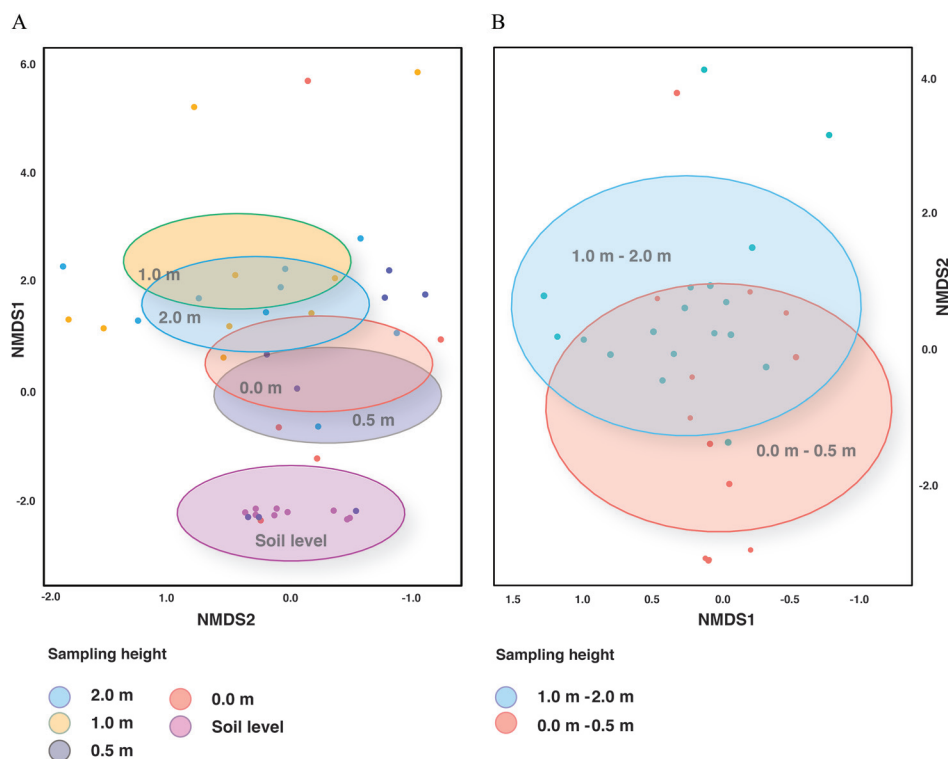 A
6.0
4.0
2.0
0.0
-2.0
NMDS1
1.0 m
2.0 m
0.0 m
0.5 m
Soil level
-2.0 1.0 0.0 -1.0
NMDS2
Sampling height
2.0 m
1.0 m
0.5 m
0.0 m
Soil level
B
1.0 m - 2.0 m
0.0 m - 0.5 m
4.0
2.0
0.0
-2.0
NMDS2
1.5 1.0 0.5 0.0 -0.5 -1.0
NMDS1
Sampling height
1.0 m -2.0 m
0.0 m -0.5 m